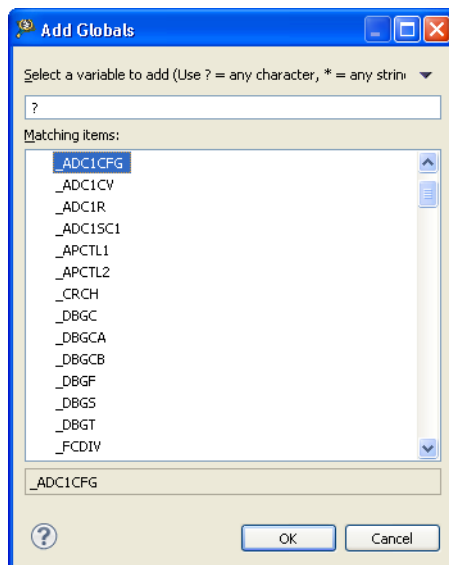 Add Globals
Select a variable to add (Use ? = any character, * = any string
?
Matching items:
_ADC1CFG
_ADC1CV
_ADC1R
_ADC1SC1
_APCTL1
_APCTL2
_CRCH
_DBGC
_DBGCA
_DBGCB
_DBGF
_DBGS
_DBGT
_FCDIV
_ADC1CFG
?
OK
Cancel